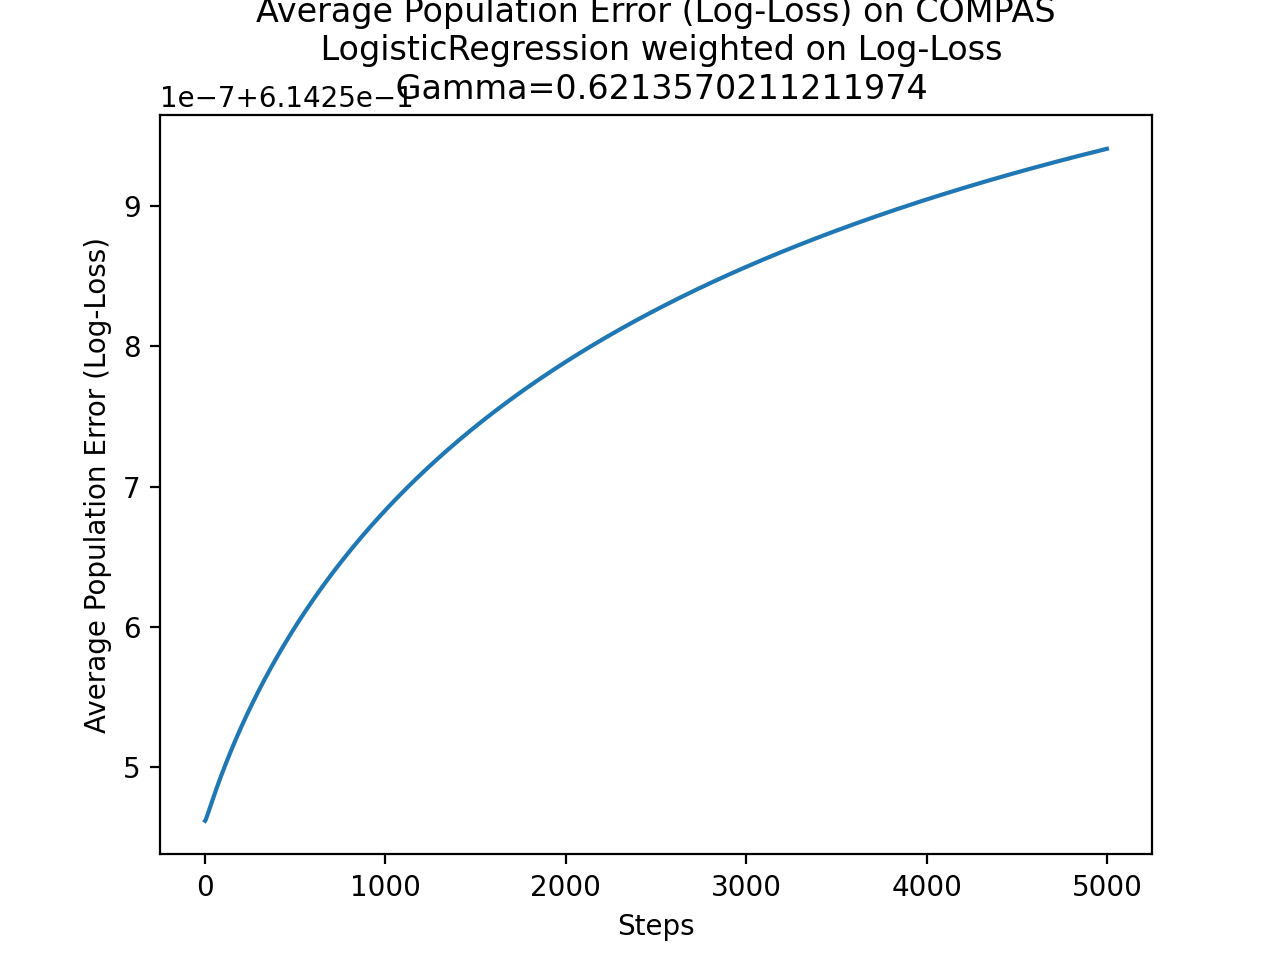 Average Population Error (Log-Loss) on COMPAS
LogisticRegression weighted on Log-Loss
Gamma=0.6213570211211974
1e−7+6.1425e−1
9
8
7
6
5
Average Population Error (Log-Loss)
0 1000 2000 3000 4000 5000
Steps